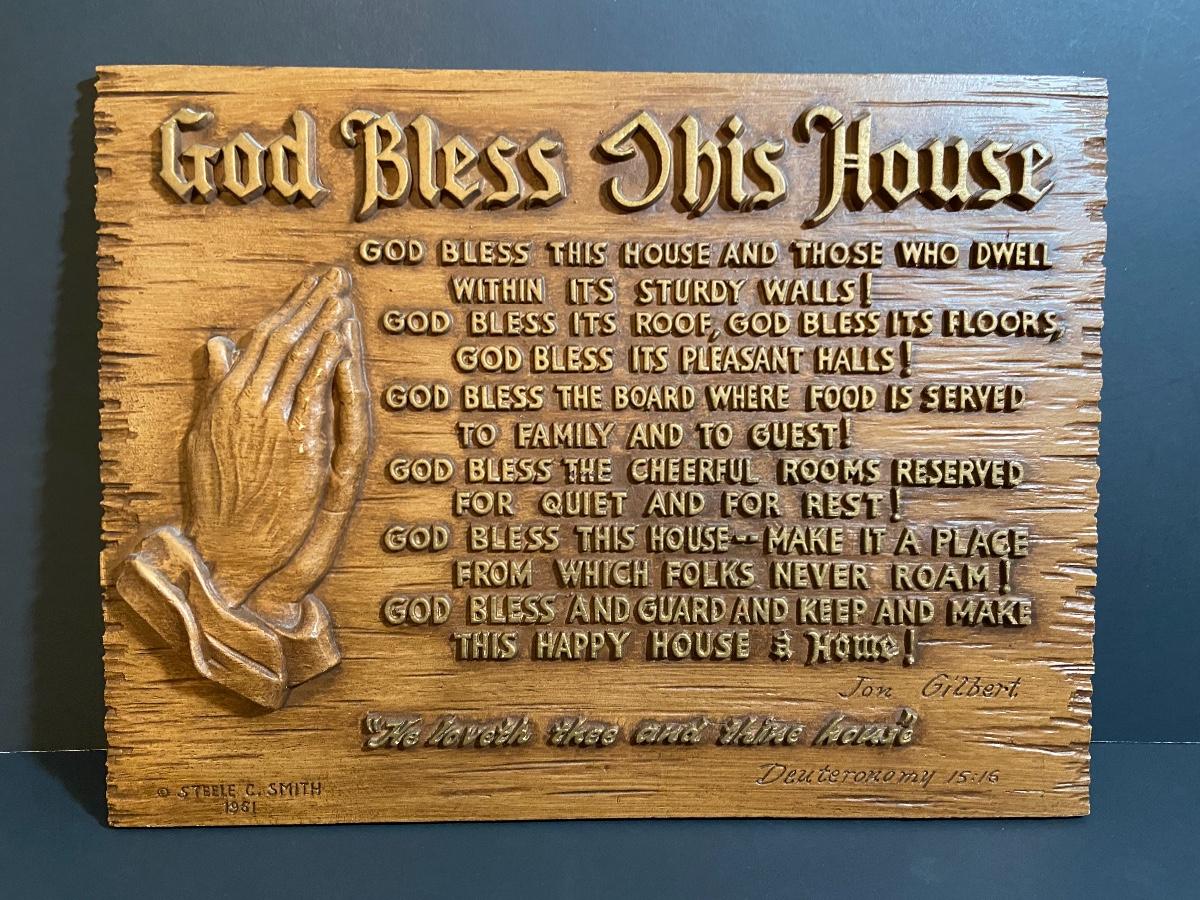 God Bless This House
GOD BLESS THIS HOUSE AND THOSE WHO DWELL
WITHIN ITS STURDY WALLS!
GOD BLESS ITS ROOF, GOD BLESS ITS FLOORS,
GOD BLESS ITS PLEASANT HALLS!
GOD BLESS THE BOARD WHERE FOOD IS SERVED
TO FAMILY AND TO GUEST!
GOD BLESS THE CHEERFUL ROOMS RESERVED
FOR QUIET AND FOR REST!
GOD BLESS THIS HOUSE-- MAKE IT A PLACE
FROM WHICH FOLKS NEVER ROAM!
GOD BLESS AND GUARD AND KEEP AND MAKE
THIS HAPPY HOUSE a Home!
Jon Gilbert
"He loveth thee and thine house"
Deuteronomy 15:16
© STEELE C. SMITH
1961